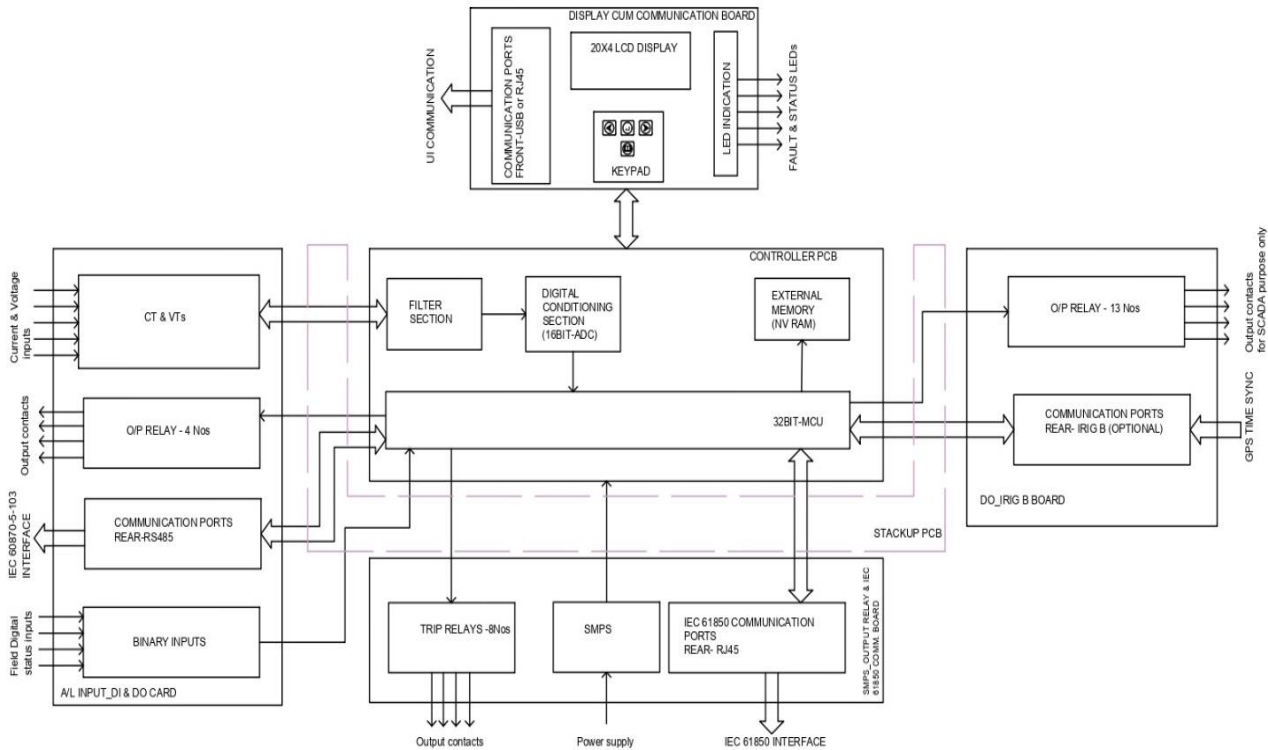 DISPLAY CUM COMMUNICATION BOARD
UI COMMUNICATION
COMMUNICATION PORTS
FRONT-USB or RJ45
20X4 LCD DISPLAY
KEYPAD
LED INDICATION
FAULT & STATUS LEDs
CONTROLLER PCB
Current & Voltage
inputs
CT & VTs
FILTER
SECTION
DIGITAL
CONDITIONING
SECTION
(16BIT-ADC)
EXTERNAL
MEMORY
(NV RAM)
O/P RELAY - 13 Nos
Output contacts
for SCADA purpose only
Output contacts
O/P RELAY - 4 Nos
32BIT-MCU
COMMUNICATION PORTS
REAR- IRIG B (OPTIONAL)
GPS TIME SYNC
DO_IRIG B BOARD
IEC 60870-5-103
INTERFACE
COMMUNICATION PORTS
REAR-RS485
STACKUP PCB
Field Digital
status inputs
BINARY INPUTS
A/L INPUT_DI & DO CARD
TRIP RELAYS -8Nos
SMPS
IEC 61850 COMMUNICATION
PORTS
REAR- RJ45
SMPS_OUTPUT RELAY & IEC
61850 COMM. BOARD
Output contacts
Power supply
IEC 61850 INTERFACE